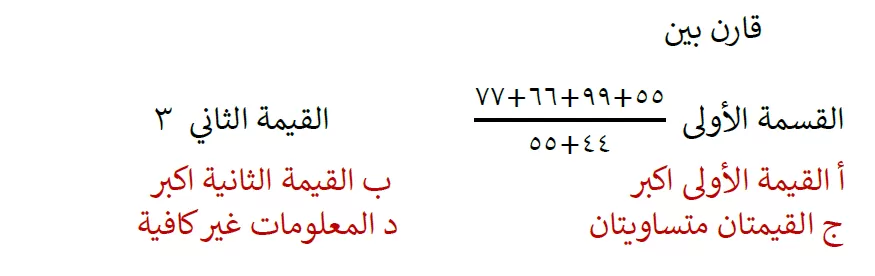 قارن بين
القسمة الأولى ٥٥+٩٩+٦٦+٧٧ القيمة الثاني ٣
٥٥+٤٤
أ القيمة الأولى اكبر ب القيمة الثانية اكبر
ج القيمتان متساويتان د المعلومات غير كافية